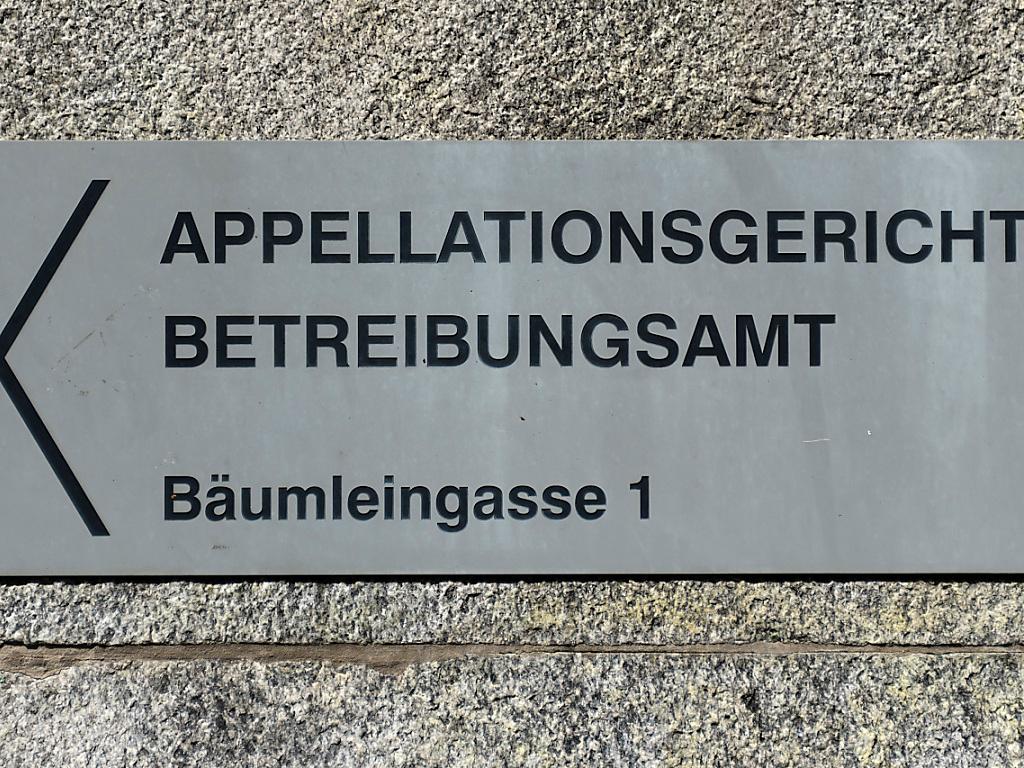 APPELLATIONSGERICHT
BETREIBUNGSAMT
Bäumleingasse 1